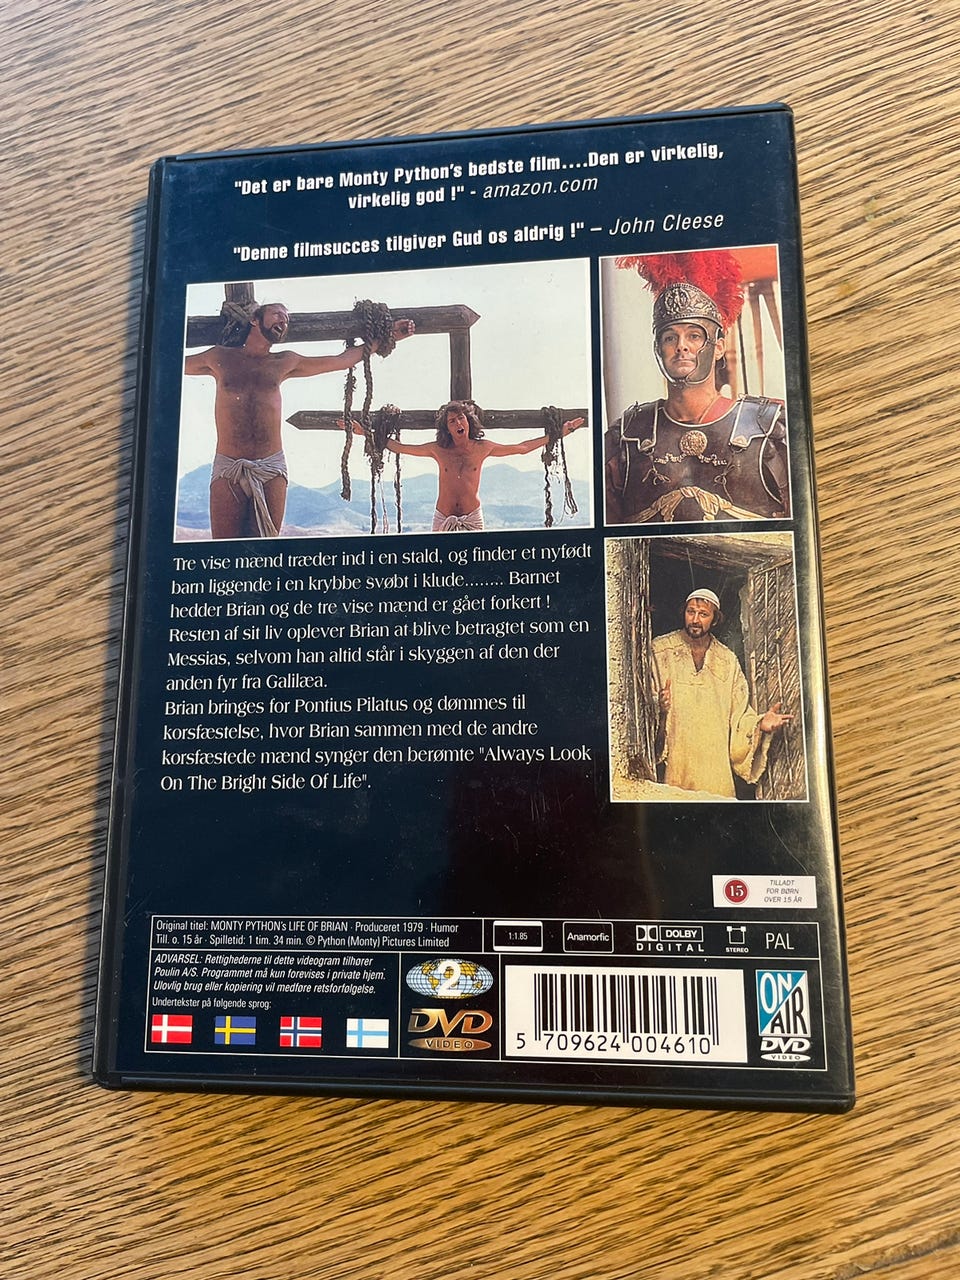 "Det er bare Monty Python's bedste film....Den er virkelig,
virkelig god !" - amazon.com
"Denne filmsucces tilgiver Gud os aldrig !" – John Cleese
Tre vise mænd træder ind i en stald, og finder et nyfødt
barn liggende i en krybbe svøbt i klude........ Barnet
hedder Brian og de tre vise mænd er gået forkert !
Resten af sit liv oplever Brian at blive betragtet som en
Messias, selvom han altid står i skyggen af den der
anden fyr fra Galilæa.
Brian bringes for Pontius Pilatus og dømmes til
korsfæstelse, hvor Brian sammen med de andre
korsfæstede mænd synger den berømte "Always Look
On The Bright Side Of Life".
15
TILLADT
FOR BØRN
OVER 15 ÅR
Original titel: MONTY PYTHON's LIFE OF BRIAN · Produceret 1979 · Humor
Till. o. 15 år · Spilletid: 1 tim. 34 min. © Python (Monty) Pictures Limited
1:1.85
Anamorfic
DOLBY
DIGITAL
STEREO
PAL
ADVARSEL: Rettighederne til dette videogram tilhører
Poulin A/S. Programmet må kun forevises i private hjem.
Ulovlig brug eller kopiering vil medføre retsforfølgelse.
Undertekster på følgende sprog:
2
DVD
VIDEO
5 709624 004610
ON
AIR
DVD
VIDEO